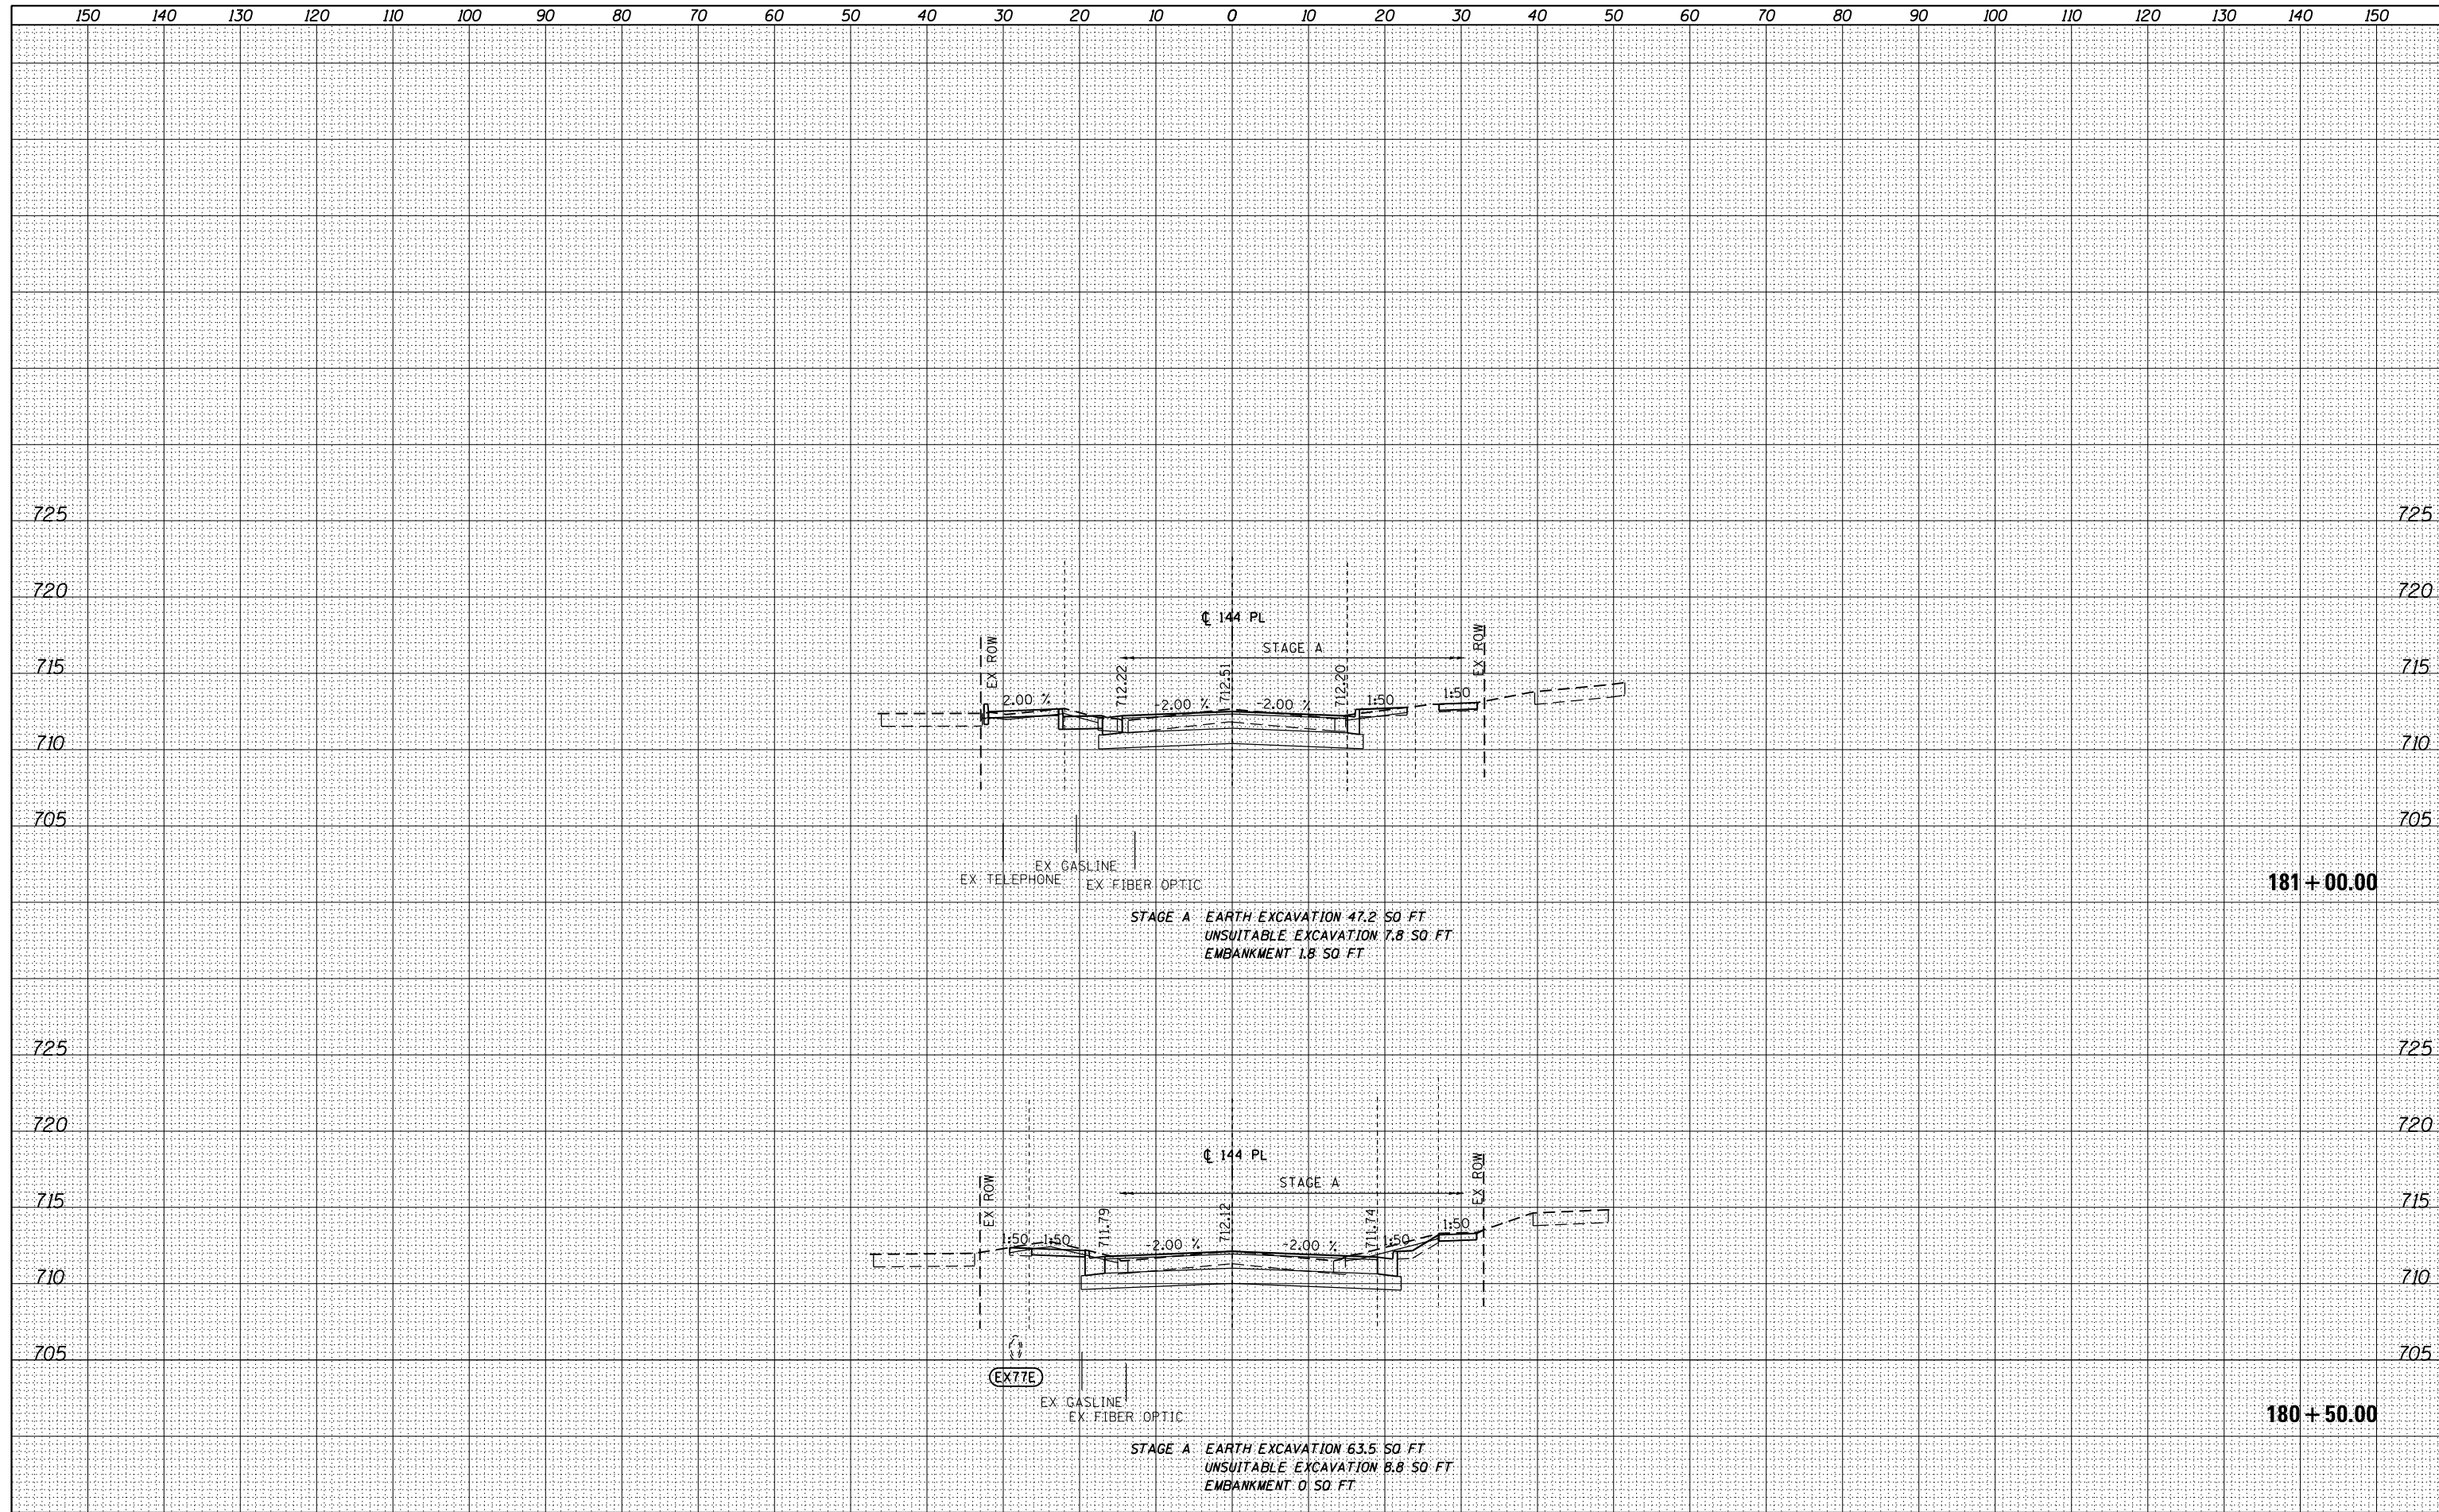 150 140 130 120 110 100 90 80 70 60 50 40 30 20 10 0 10 20 30 40 50 60 70 80 90 100 110 120 130 140 150
725 725
720 720
℄ 144 PL
EX ROW
STAGE A
EX ROW
715 715
712.22
712.51
712.20
2.00 %
-2.00 %
-2.00 %
1:50
1:50
710 710
705 705
EX GASLINE
EX TELEPHONE
EX FIBER OPTIC
181+00.00
STAGE A EARTH EXCAVATION 47.2 SQ FT
UNSUITABLE EXCAVATION 7.8 SQ FT
EMBANKMENT 1.8 SQ FT
725 725
720 720
℄ 144 PL
EX ROW
STAGE A
EX ROW
715 715
711.79
712.12
711.74
1:50
1:50
-2.00 %
-2.00 %
1:50
1:50
710 710
705 705
EX77E
EX GASLINE
EX FIBER OPTIC
180+50.00
STAGE A EARTH EXCAVATION 63.5 SQ FT
UNSUITABLE EXCAVATION 8.8 SQ FT
EMBANKMENT 0 SQ FT